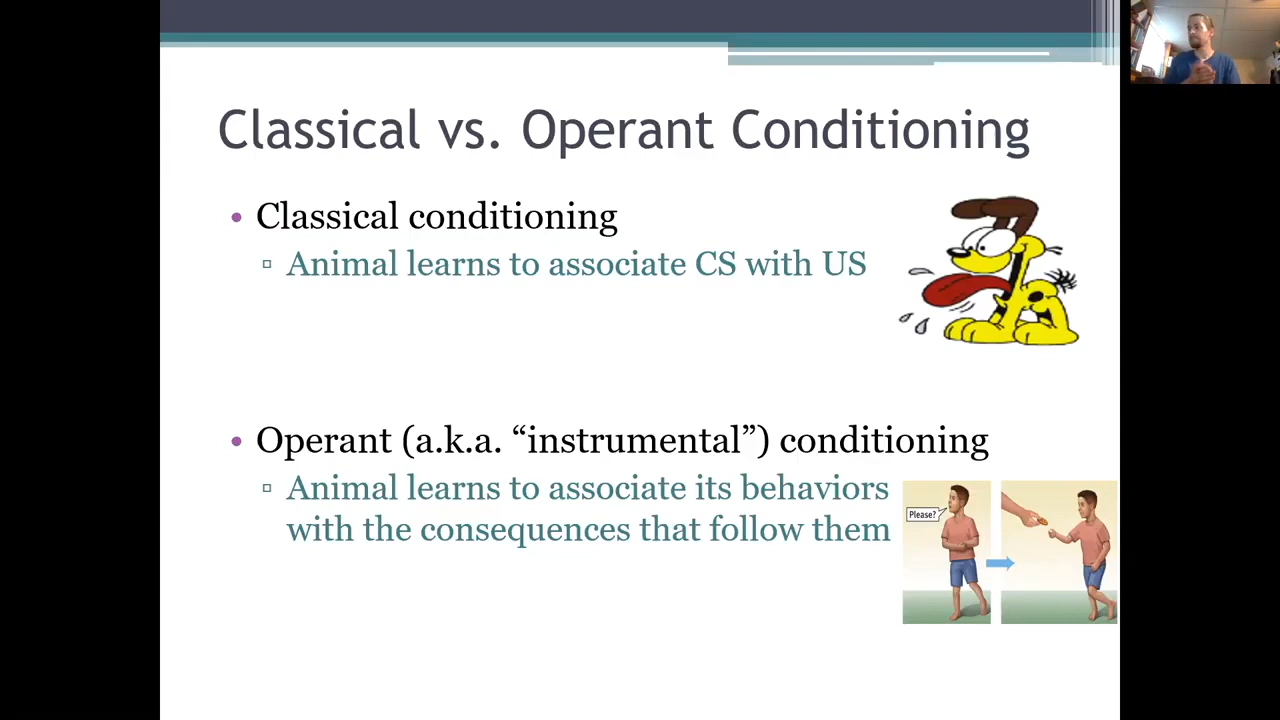 Classical vs. Operant Conditioning
• Classical conditioning
▫ Animal learns to associate CS with US
• Operant (a.k.a. “instrumental”) conditioning
▫ Animal learns to associate its behaviors
with the consequences that follow them
Please?